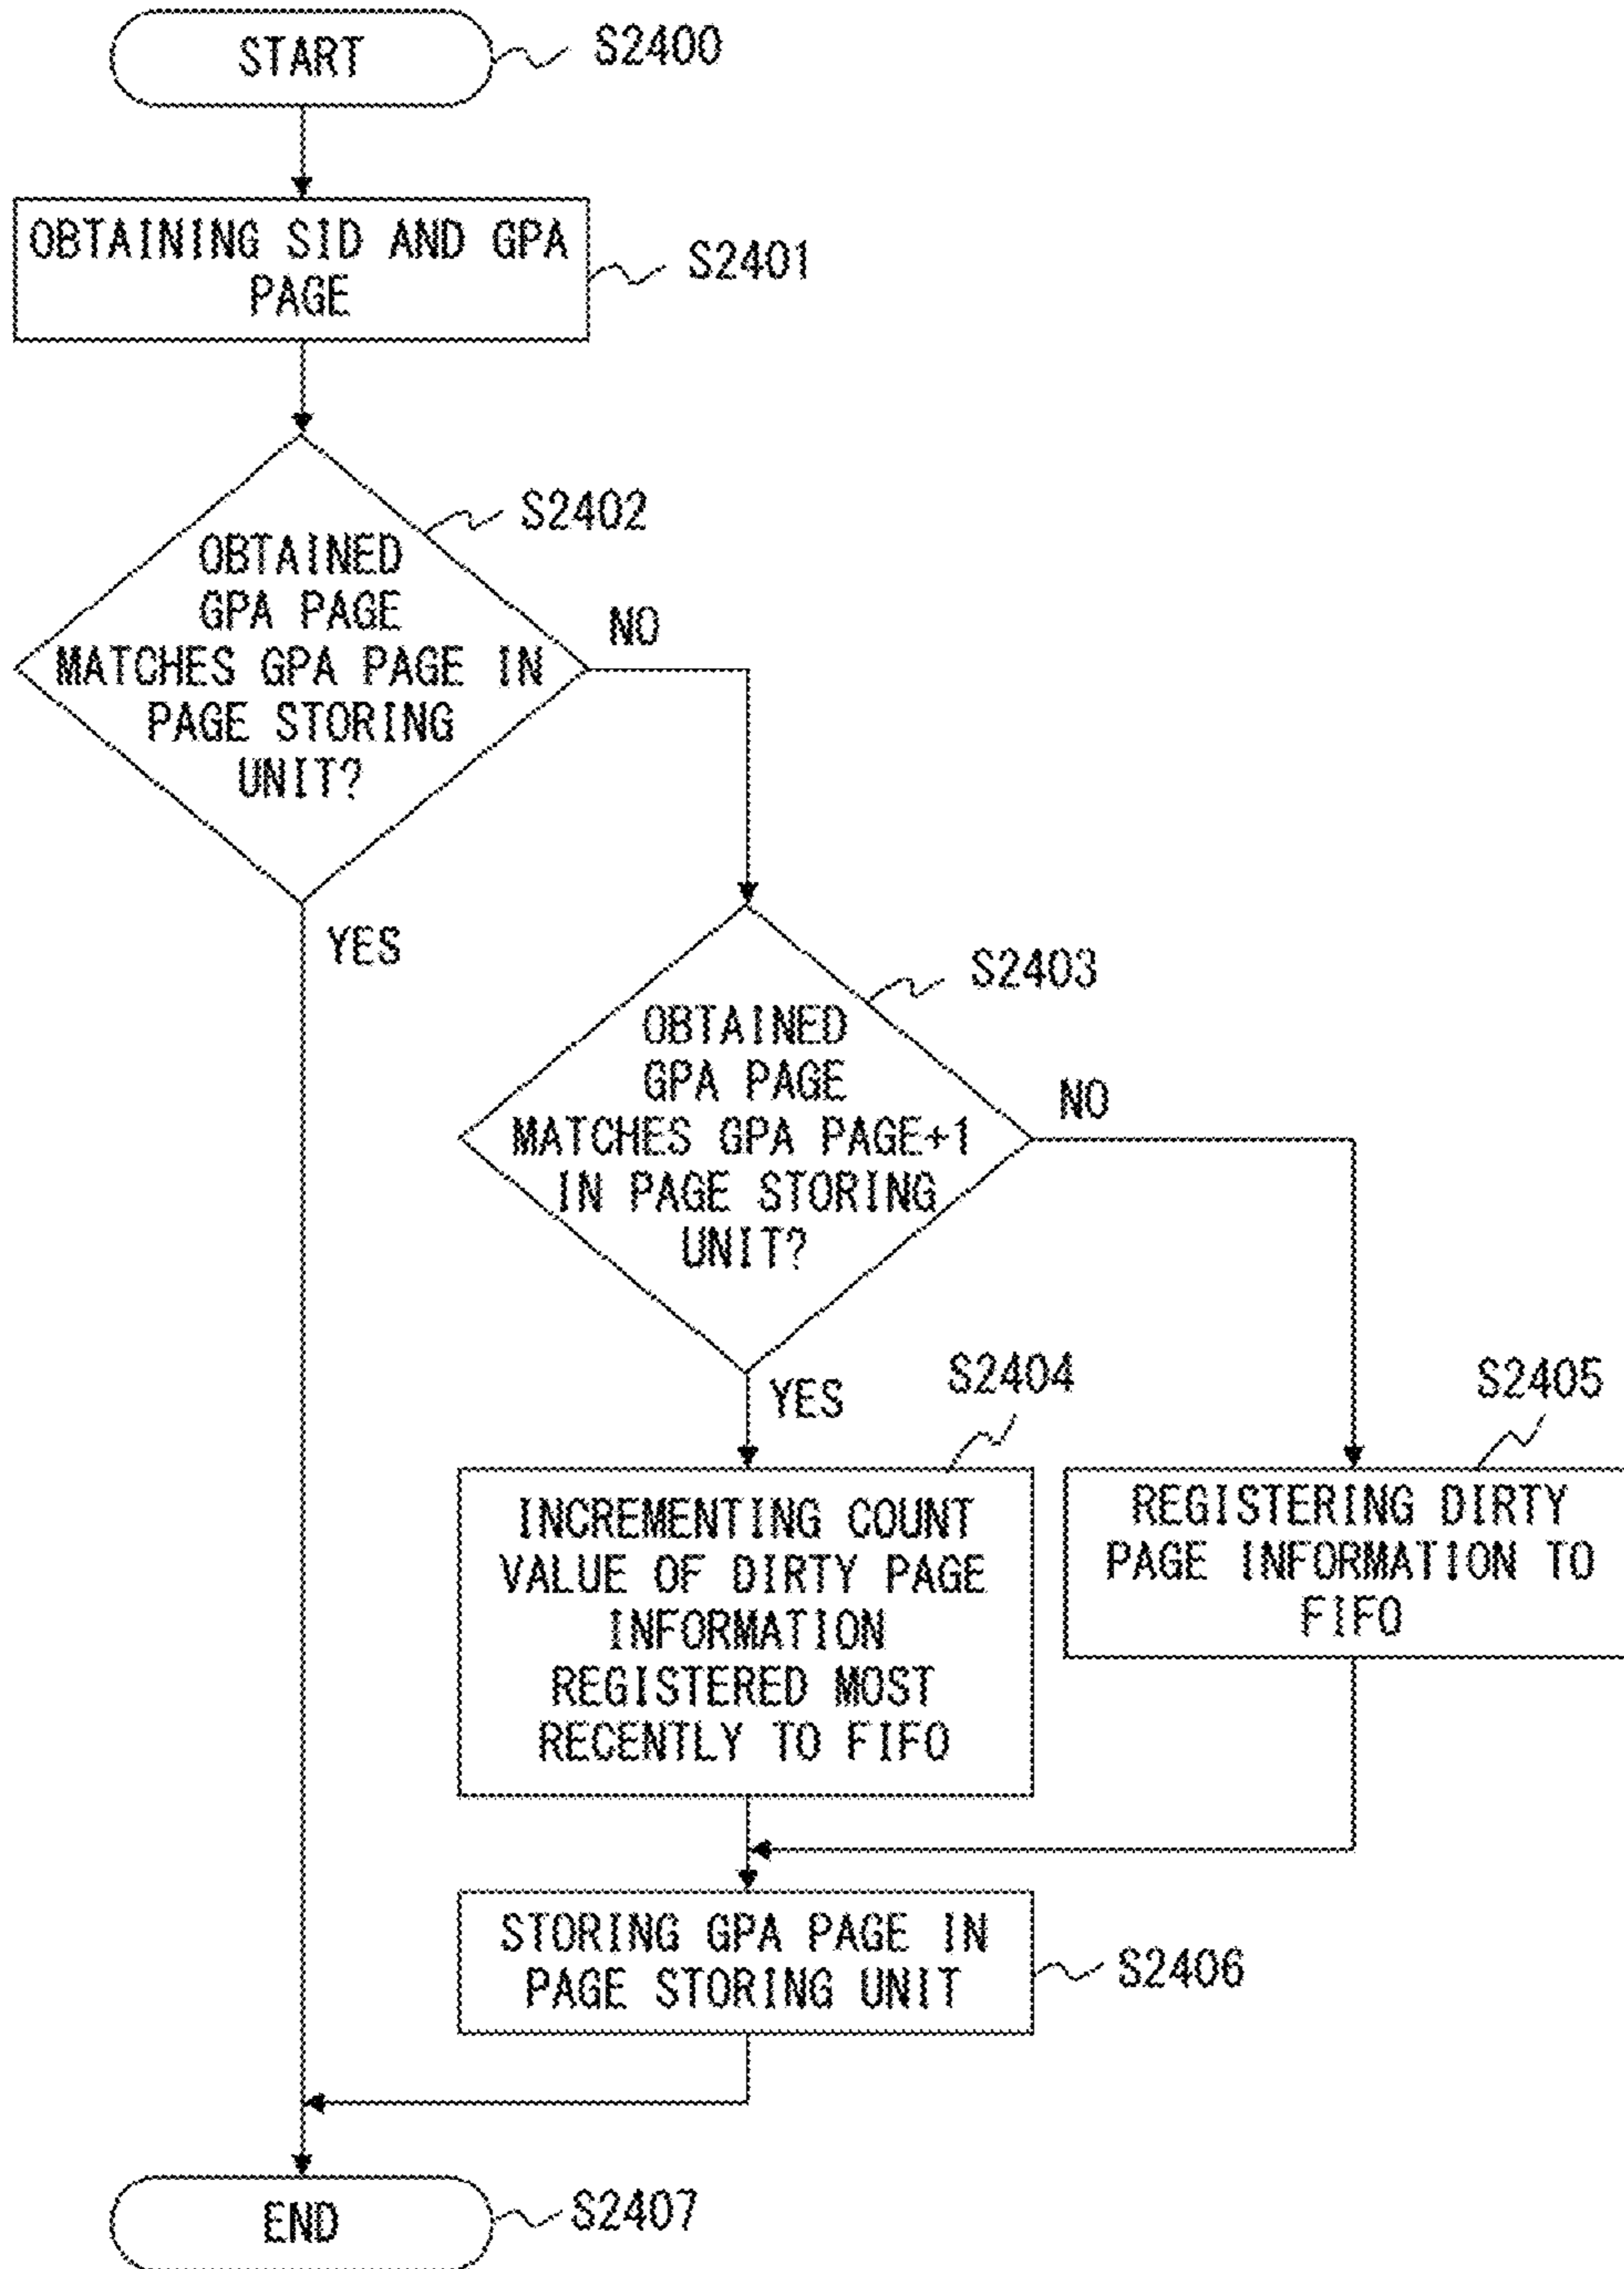 START
S2400
OBTAINING SID AND GPA
PAGE
S2401
S2402
OBTAINED
GPA PAGE
MATCHES GPA PAGE IN
PAGE STORING
UNIT?
NO
YES
S2403
OBTAINED
GPA PAGE
MATCHES GPA PAGE+1
IN PAGE STORING
UNIT?
NO
YES
S2404
S2405
INCREMENTING COUNT
VALUE OF DIRTY PAGE
INFORMATION
REGISTERED MOST
RECENTLY TO FIFO
REGISTERING DIRTY
PAGE INFORMATION TO
FIFO
STORING GPA PAGE IN
PAGE STORING UNIT
S2406
END
S2407